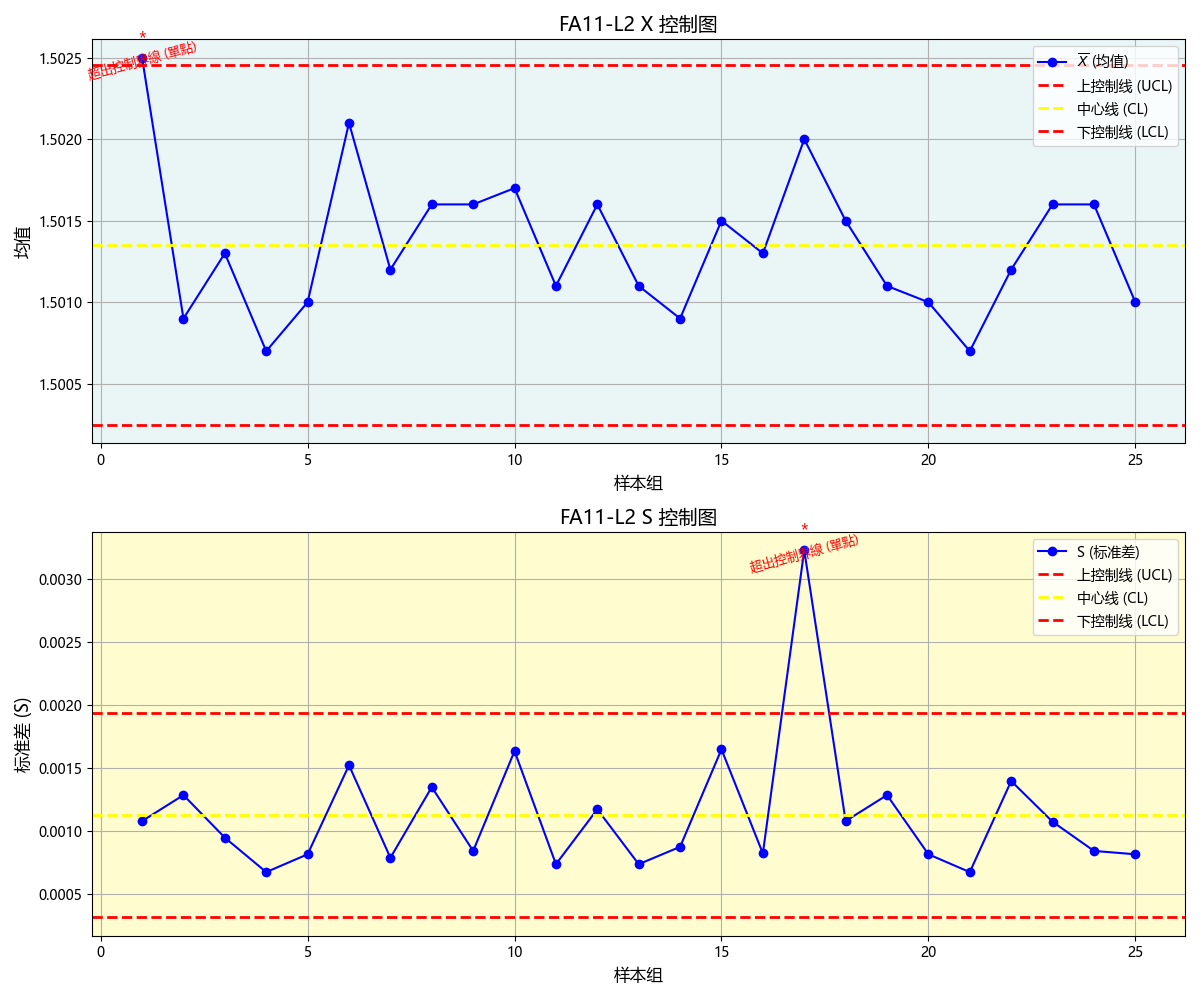 FA11-L2 X 控制图
*
超出控制界線 (單點)
X̅ (均值)
上控制线 (UCL)
中心线 (CL)
下控制线 (LCL)
1.5025
1.5020
1.5015
1.5010
1.5005
均值
0 5 10 15 20 25
样本组
FA11-L2 S 控制图
*
超出控制界線 (單點)
S (标准差)
上控制线 (UCL)
中心线 (CL)
下控制线 (LCL)
0.0030
0.0025
0.0020
0.0015
0.0010
0.0005
标准差 (S)
0 5 10 15 20 25
样本组